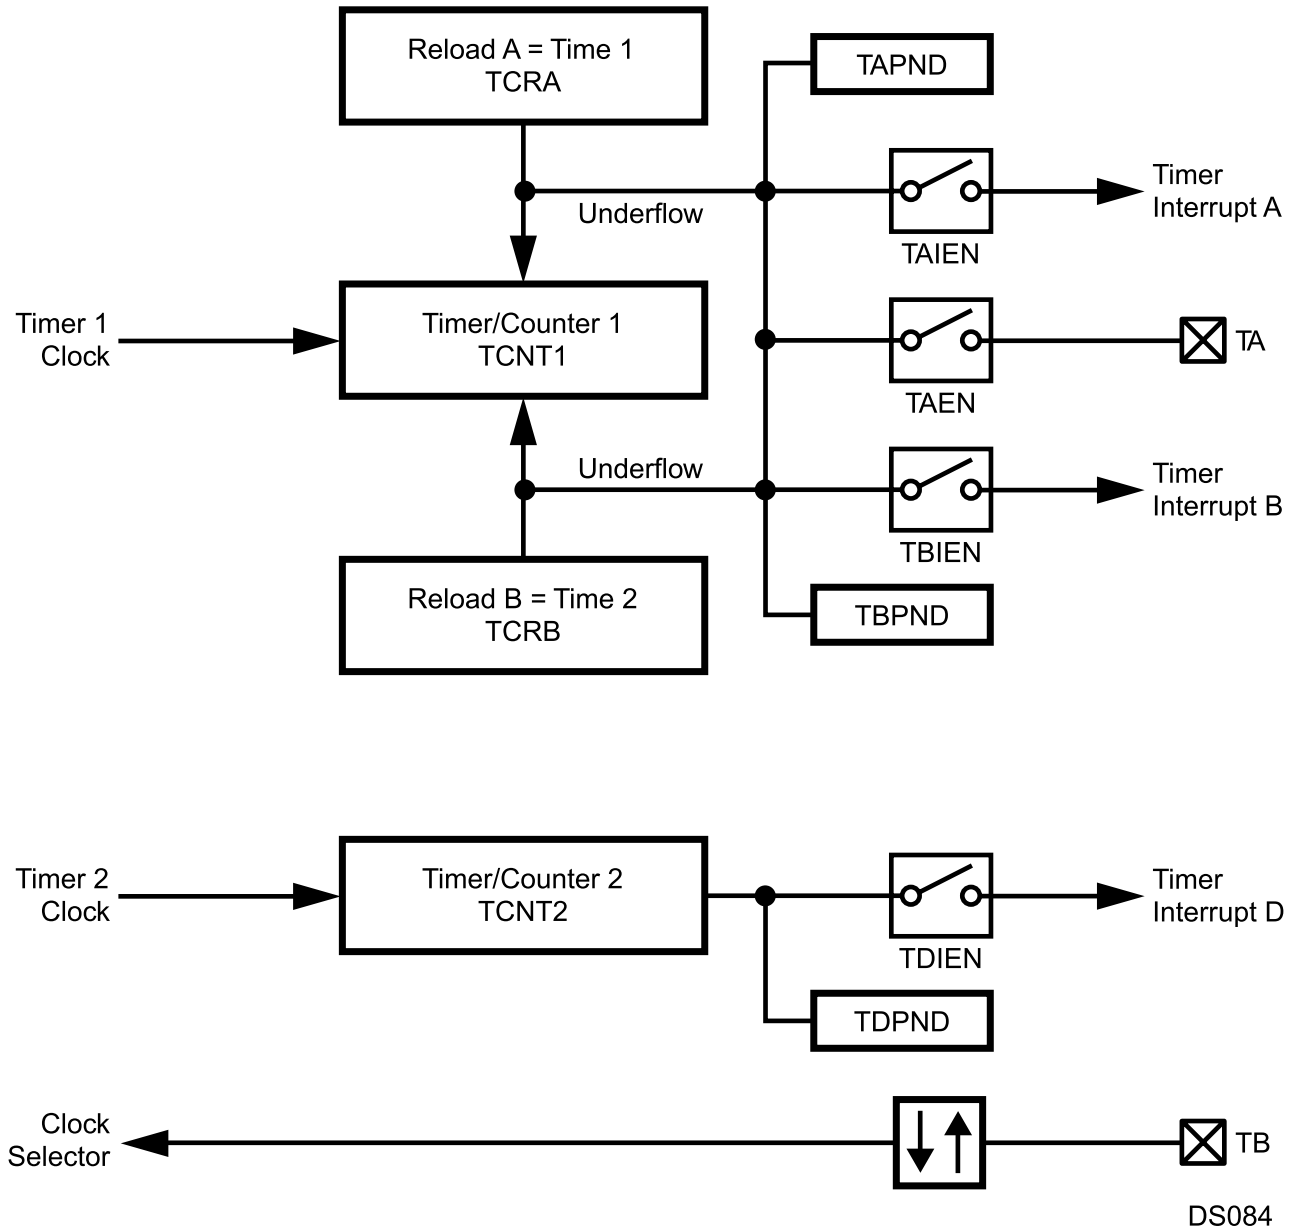 Reload A = Time 1
TCRA
TAPND
Timer
Interrupt A
Underflow
TAIEN
Timer 1
Clock
Timer/Counter 1
TCNT1
TA
TAEN
Underflow
Timer
Interrupt B
TBIEN
Reload B = Time 2
TCRB
TBPND
Timer 2
Clock
Timer/Counter 2
TCNT2
Timer
Interrupt D
TDIEN
TDPND
Clock
Selector
TB
DS084